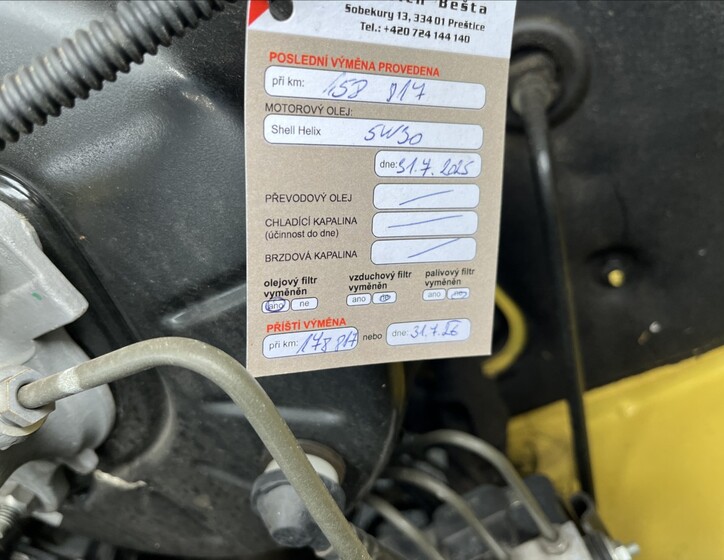 Bešta
Soběkury 13, 334 01 Přeštice
Tel.: +420 724 144 140
POSLEDNÍ VÝMĚNA PROVEDENA
při km: 158 817
MOTOROVÝ OLEJ:
Shell Helix 5W30
dne: 31.7.2025
PŘEVODOVÝ OLEJ
CHLADÍCÍ KAPALINA
(účinnost do dne)
BRZDOVÁ KAPALINA
olejový filtr vyměněn
ano ne
vzduchový filtr vyměněn
ano
palivový filtr vyměněn
ano
PŘÍŠTÍ VÝMĚNA
při km: 178 817 nebo dne: 31.7.26